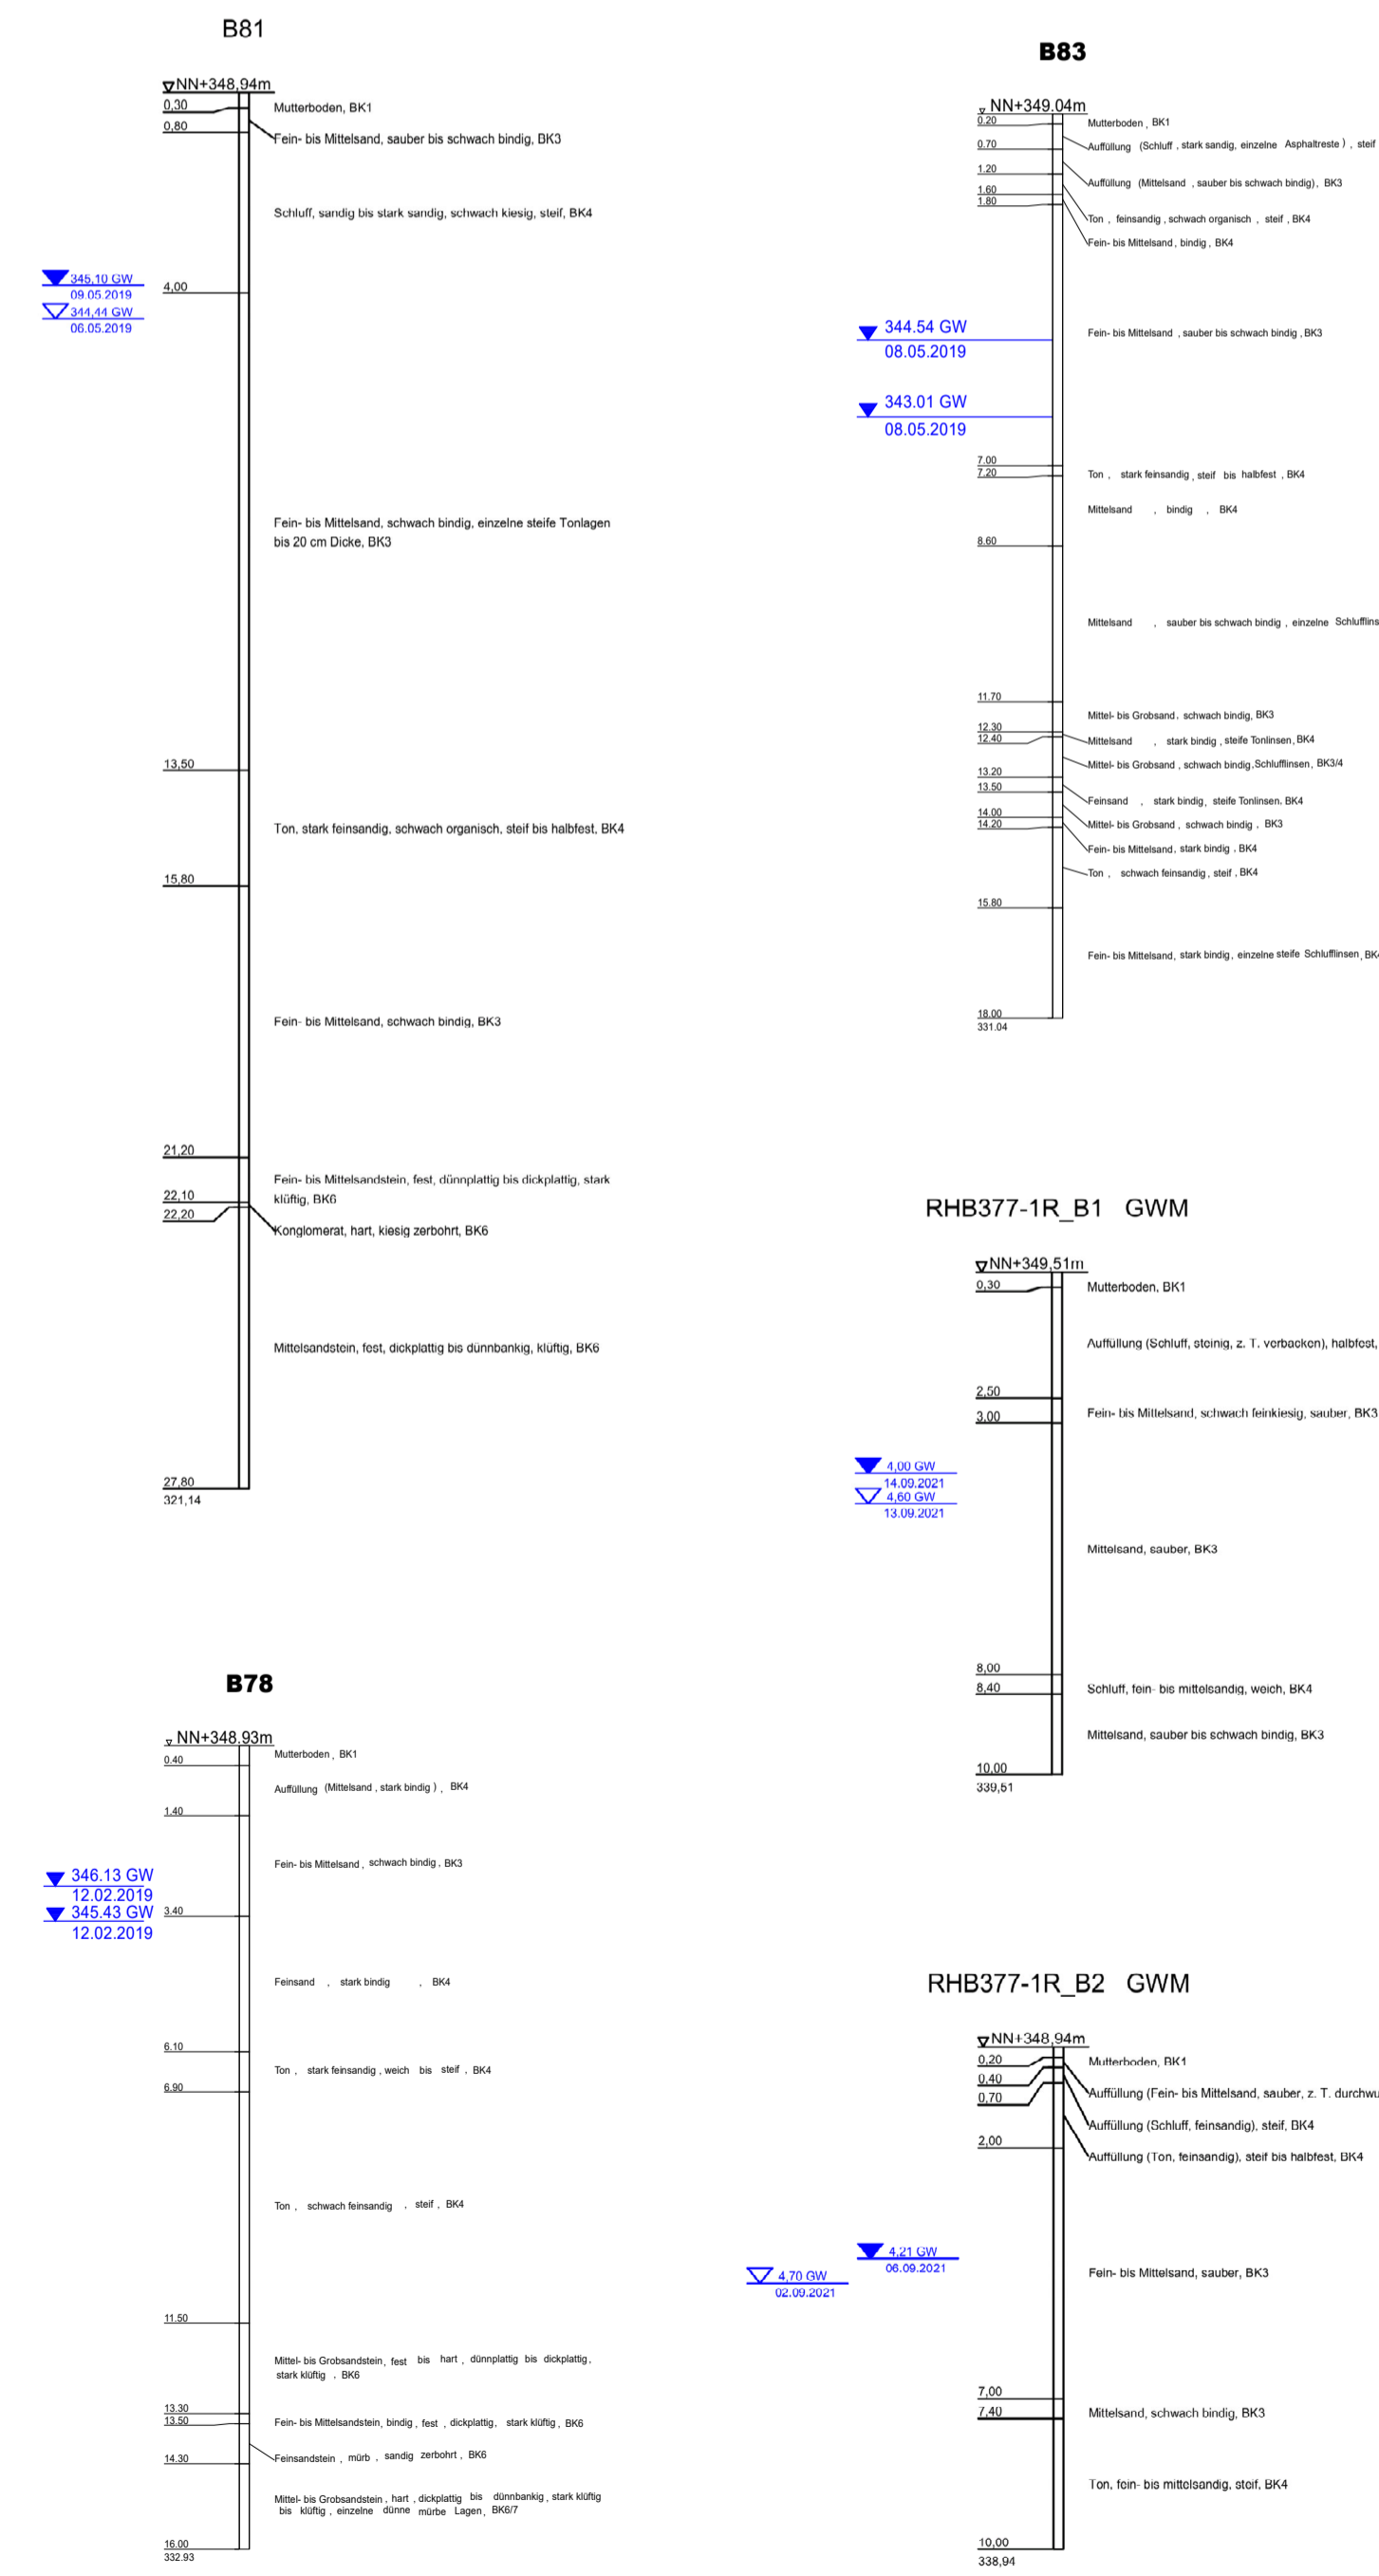 B81
NN+348,94m
0,30
Mutterboden, BK1
0,80
Fein- bis Mittelsand, sauber bis schwach bindig, BK3
Schluff, sandig bis stark sandig, schwach kiesig, steif, BK4
345,10 GW
09.05.2019
4,00
344,44 GW
06.05.2019
Fein- bis Mittelsand, schwach bindig, einzelne steife Tonlagen
bis 20 cm Dicke, BK3
13,50
Ton, stark feinsandig, schwach organisch, steif bis halbfest, BK4
15,80
Fein- bis Mittelsand, schwach bindig, BK3
21,20
Fein- bis Mittelsandstein, fest, dünnplattig bis dickplattig, stark
klüftig, BK6
22,10
22,20
Konglomerat, hart, kiesig zerbohrt, BK6
Mittelsandstein, fest, dickplattig bis dünnbankig, klüftig, BK6
27,80
321,14
B78
NN+348.93m
0.40
Mutterboden, BK1
Auffüllung (Mittelsand, stark bindig), BK4
1.40
Fein- bis Mittelsand, schwach bindig, BK3
346.13 GW
12.02.2019
345.43 GW
12.02.2019
3.40
Feinsand, stark bindig, BK4
6.10
Ton, stark feinsandig, weich bis steif, BK4
6.90
Ton, schwach feinsandig, steif, BK4
11.50
Mittel- bis Grobsandstein, fest bis hart, dünnplattig bis dickplattig,
stark klüftig, BK6
13.30
13.50
Fein- bis Mittelsandstein, bindig, fest, dickplattig, stark klüftig, BK6
Feinsandstein, mürb, sandig zerbohrt, BK6
14.30
Mittel- bis Grobsandstein, hart, dickplattig bis dünnbankig, stark klüftig
bis klüftig, einzelne dünne mürbe Lagen, BK6/7
16.00
332.93
B83
NN+349.04m
0.20
Mutterboden, BK1
0.70
Auffüllung (Schluff, stark sandig, einzelne Asphaltreste), steif
1.20
Auffüllung (Mittelsand, sauber bis schwach bindig), BK3
1.60
1.80
Ton, feinsandig, schwach organisch, steif, BK4
Fein- bis Mittelsand, bindig, BK4
344.54 GW
08.05.2019
Fein- bis Mittelsand, sauber bis schwach bindig, BK3
343.01 GW
08.05.2019
7.00
7.20
Ton, stark feinsandig, steif bis halbfest, BK4
Mittelsand, bindig, BK4
8.60
Mittelsand, sauber bis schwach bindig, einzelne Schlufflins
11.70
Mittel- bis Grobsand, schwach bindig, BK3
12.30
12.40
Mittelsand, stark bindig, steife Tonlinsen, BK4
Mittel- bis Grobsand, schwach bindig, Schlufflinsen, BK3/4
13.20
13.50
Feinsand, stark bindig, steife Tonlinsen, BK4
14.00
14.20
Mittel- bis Grobsand, schwach bindig, BK3
Fein- bis Mittelsand, stark bindig, BK4
Ton, schwach feinsandig, steif, BK4
15.80
Fein- bis Mittelsand, stark bindig, einzelne steife Schlufflinsen, BK4
18.00
331.04
RHB377-1R_B1 GWM
NN+349,51m
0,30
Mutterboden, BK1
Auffüllung (Schluff, steinig, z. T. verbacken), halbfest,
2,50
3,00
Fein- bis Mittelsand, schwach feinkiesig, sauber, BK3
4,00 GW
14.09.2021
4,60 GW
13.09.2021
Mittelsand, sauber, BK3
8,00
8,40
Schluff, fein- bis mittelsandig, weich, BK4
Mittelsand, sauber bis schwach bindig, BK3
10,00
339,51
RHB377-1R_B2 GWM
NN+348,94m
0,20
Mutterboden, BK1
0,40
0,70
Auffüllung (Fein- bis Mittelsand, sauber, z. T. durchwu
Auffüllung (Schluff, feinsandig), steif, BK4
2,00
Auffüllung (Ton, feinsandig), steif bis halbfest, BK4
4,21 GW
06.09.2021
4,70 GW
02.09.2021
Fein- bis Mittelsand, sauber, BK3
7,00
7,40
Mittelsand, schwach bindig, BK3
Ton, fein- bis mittelsandig, steif, BK4
10,00
338,94